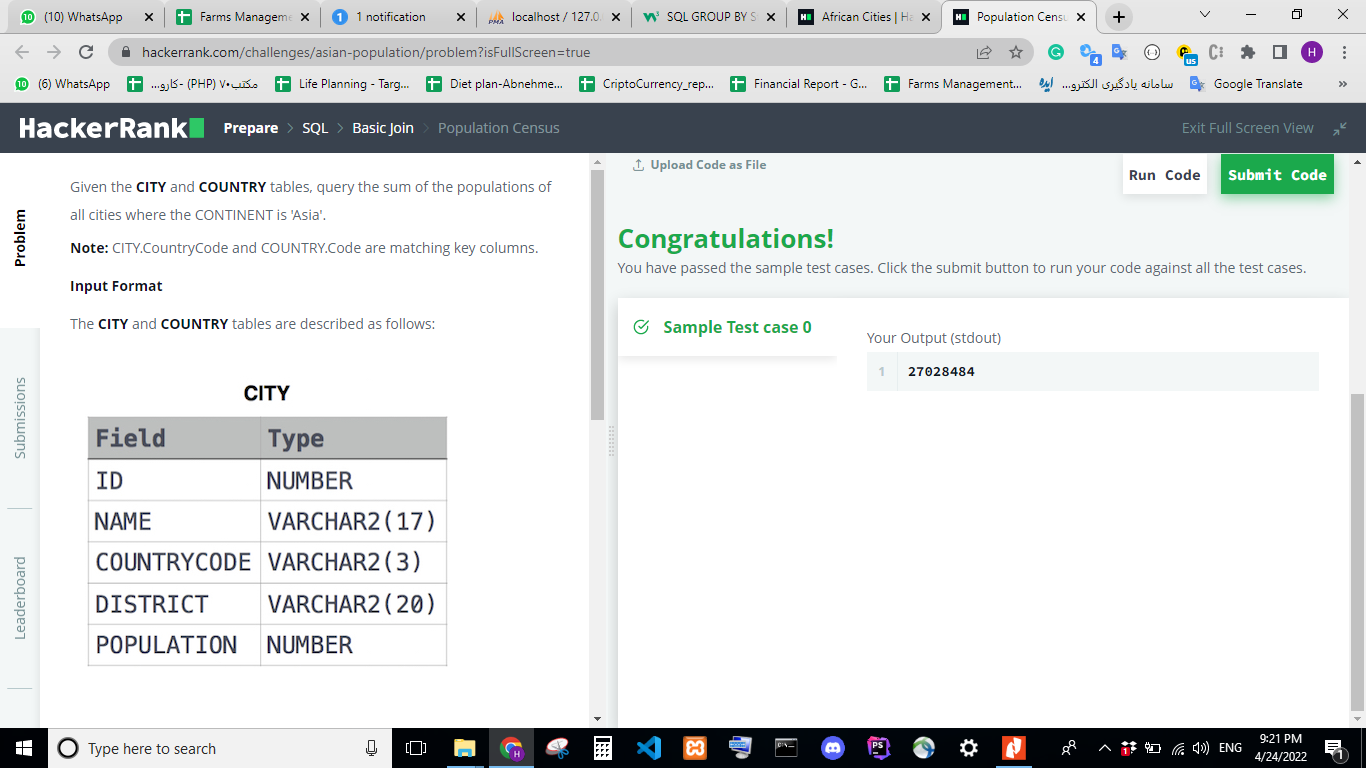 (10) WhatsApp
Farms Manageme
1 notification
localhost / 127.0.
SQL GROUP BY S
African Cities | Ha
Population Censu
hackerrank.com/challenges/asian-population/problem?isFullScreen=true
(6) WhatsApp
مکتب۷۰ (PHP) -کارو...
Life Planning - Targ...
Diet plan-Abnehme...
CriptoCurrency_rep...
Financial Report - G...
Farms Management...
سامانه یادگیری الکترو...
Google Translate
»
HackerRank
Prepare > SQL > Basic Join > Population Census
Exit Full Screen View
Problem
Submissions
Leaderboard
Given the CITY and COUNTRY tables, query the sum of the populations of
all cities where the CONTINENT is 'Asia'.
Note: CITY.CountryCode and COUNTRY.Code are matching key columns.
Input Format
The CITY and COUNTRY tables are described as follows:
CITY
Field Type
ID NUMBER
NAME VARCHAR2(17)
COUNTRYCODE VARCHAR2(3)
DISTRICT VARCHAR2(20)
POPULATION NUMBER
Upload Code as File
Run Code
Submit Code
Congratulations!
You have passed the sample test cases. Click the submit button to run your code against all the test cases.
Sample Test case 0
Your Output (stdout)
1 27028484
Type here to search
ENG
9:21 PM
4/24/2022